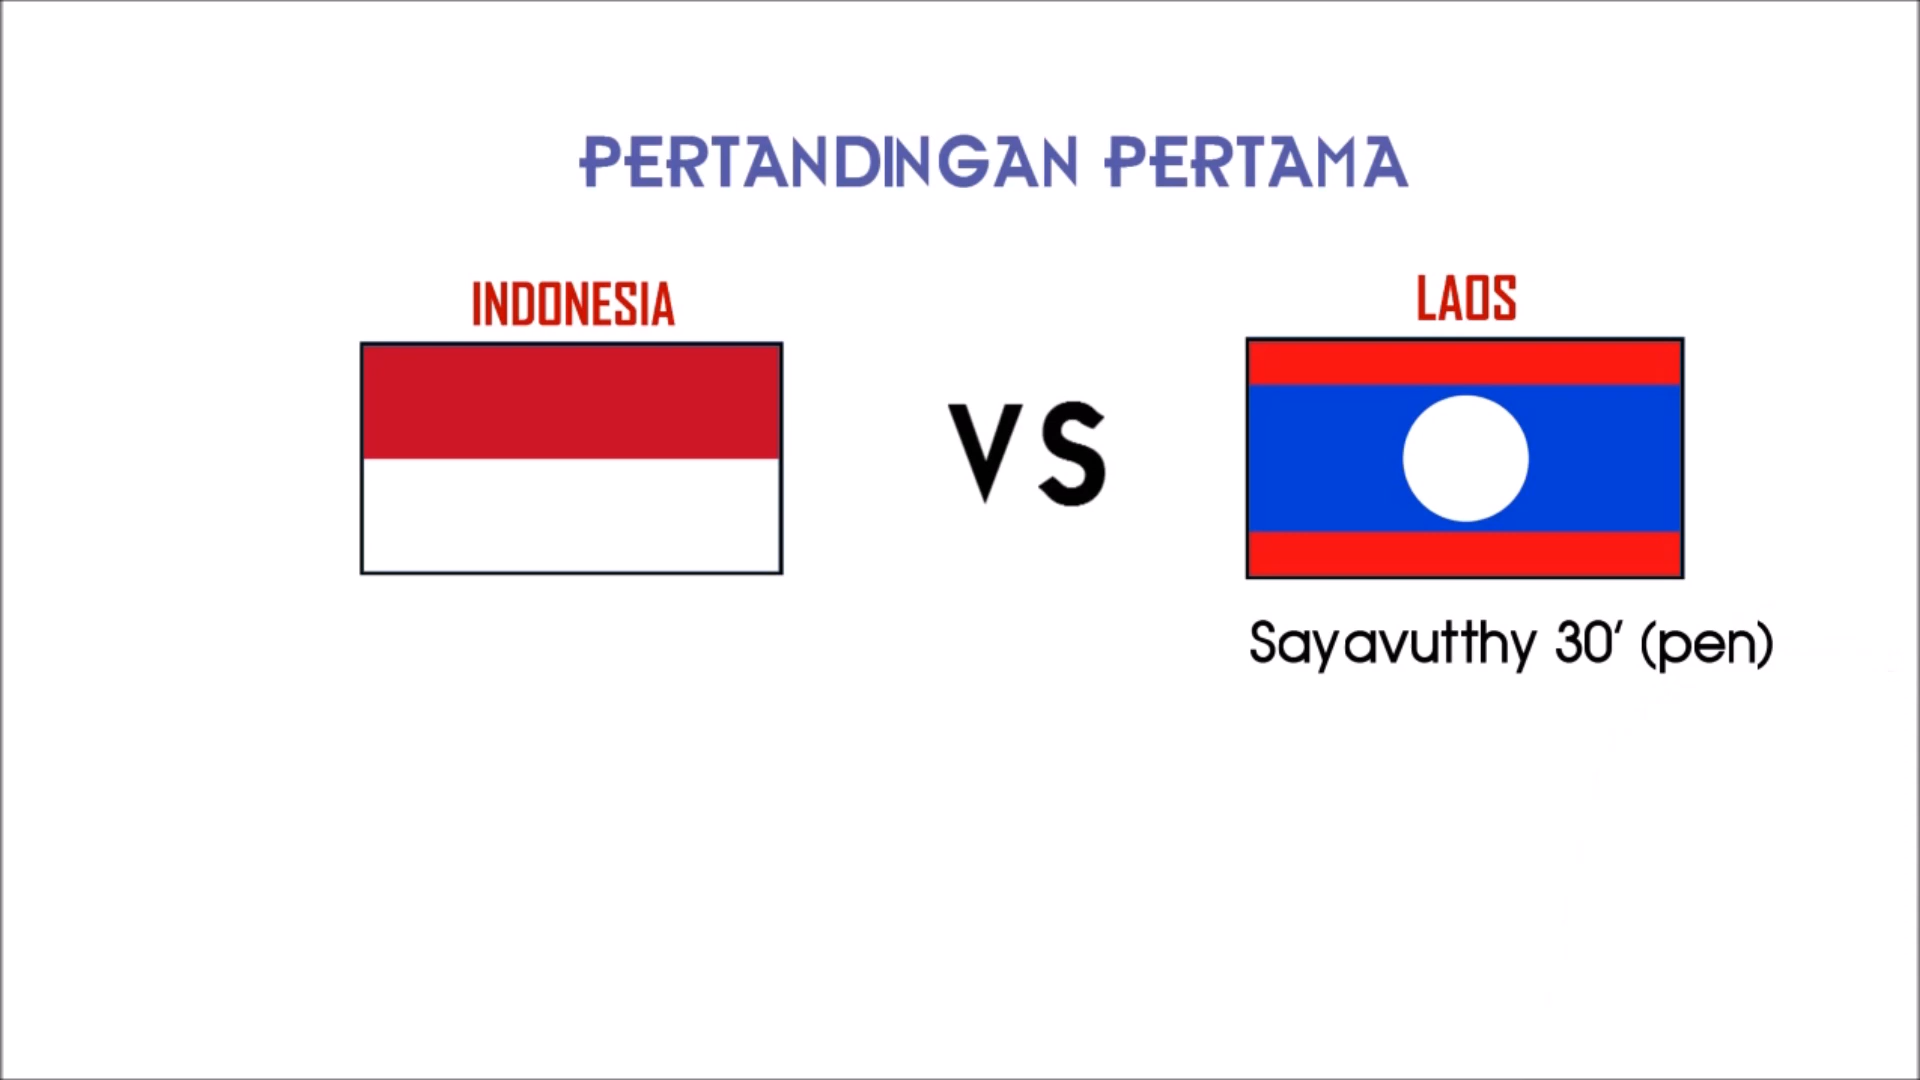 PERTANDINGAN PERTAMA
INDONESIA
LAOS
VS
Sayavutthy 30' (pen)